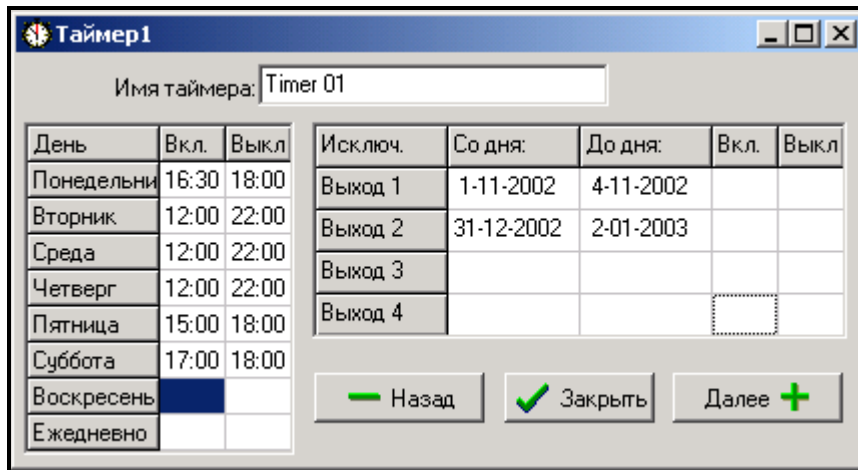 Таймер1
Имя таймера: Timer 01
День Вкл. Выкл
Понедельни 16:30 18:00
Вторник 12:00 22:00
Среда 12:00 22:00
Четверг 12:00 22:00
Пятница 15:00 18:00
Суббота 17:00 18:00
Воскресень
Ежедневно
Исключ. Со дня: До дня: Вкл. Выкл
Выход 1 1-11-2002 4-11-2002
Выход 2 31-12-2002 2-01-2003
Выход 3
Выход 4
Назад Закрыть Далее